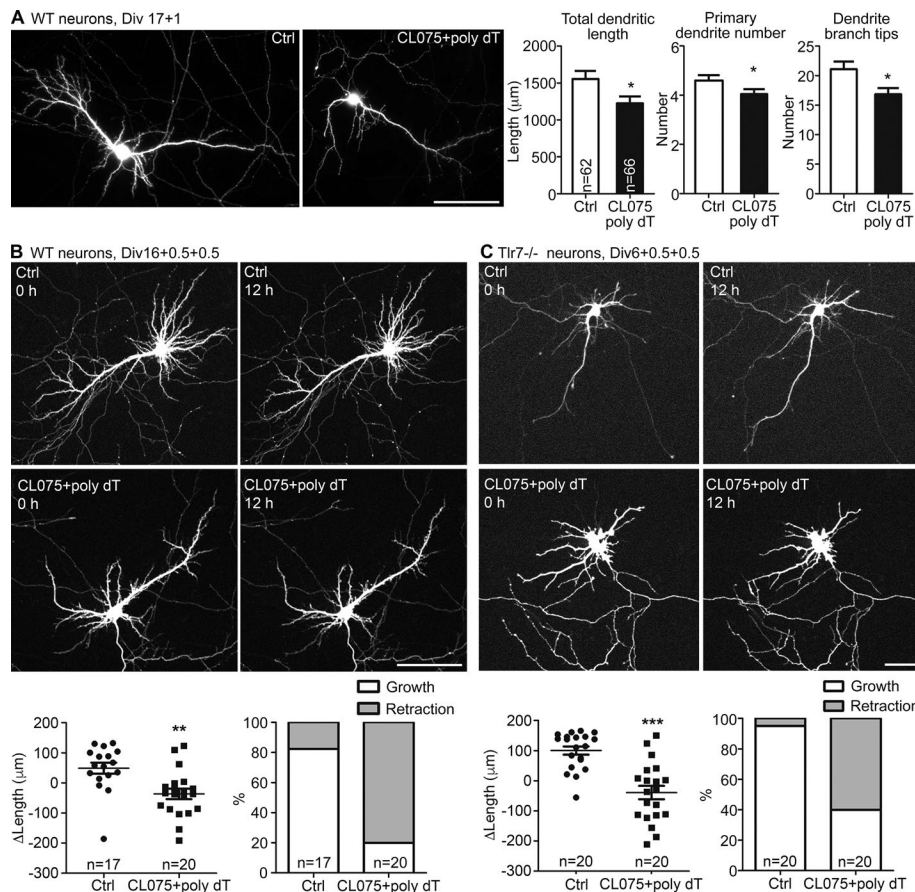 A WT neurons, Div 17+1
Ctrl
CL075+poly dT
Total dendritic
length
Length (µm)
2000
1500
1000
500
0
n=62
n=66
Ctrl
CL075
poly dT
*
Primary
dendrite number
Number
6
4
2
0
*
Ctrl
CL075
poly dT
Dendrite
branch tips
Number
25
20
15
10
5
0
*
Ctrl
CL075
poly dT
B WT neurons, Div16+0.5+0.5
Ctrl
0 h
Ctrl
12 h
CL075+poly dT
0 h
CL075+poly dT
12 h
C Tlr7-/- neurons, Div6+0.5+0.5
Ctrl
0 h
Ctrl
12 h
CL075+poly dT
0 h
CL075+poly dT
12 h
Growth
Retraction
ΔLength (µm)
200
100
0
-100
-200
-300
**
n=17
n=20
Ctrl
CL075+poly dT
%
100
80
60
40
20
0
n=17
n=20
Ctrl
CL075+poly dT
Growth
Retraction
ΔLength (µm)
200
100
0
-100
-200
-300
***
n=20
n=20
Ctrl
CL075+poly dT
%
100
80
60
40
20
0
n=20
n=20
Ctrl
CL075+poly dT